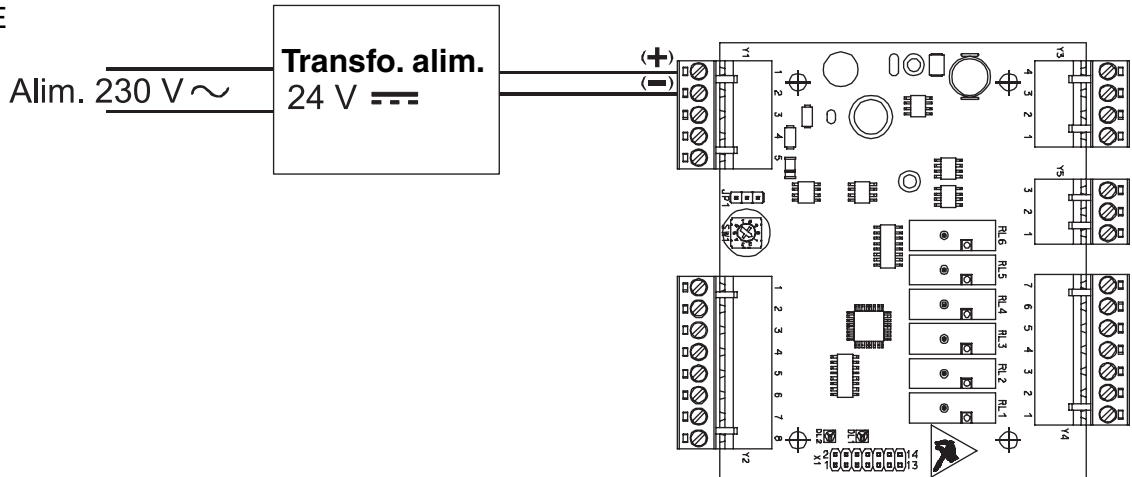 E
Alim. 230 V ~
Transfo. alim.
24 V
(+)
(−)
Y1
1
2
3
4
5
JP1
SW1
Y2
1
2
3
4
5
6
7
8
Y3
4
3
2
1
Y5
3
2
1
RL6
RL5
RL4
RL3
RL2
RL1
Y4
7
6
5
4
3
2
1
DL2
DL1
X1
2
1
14
13